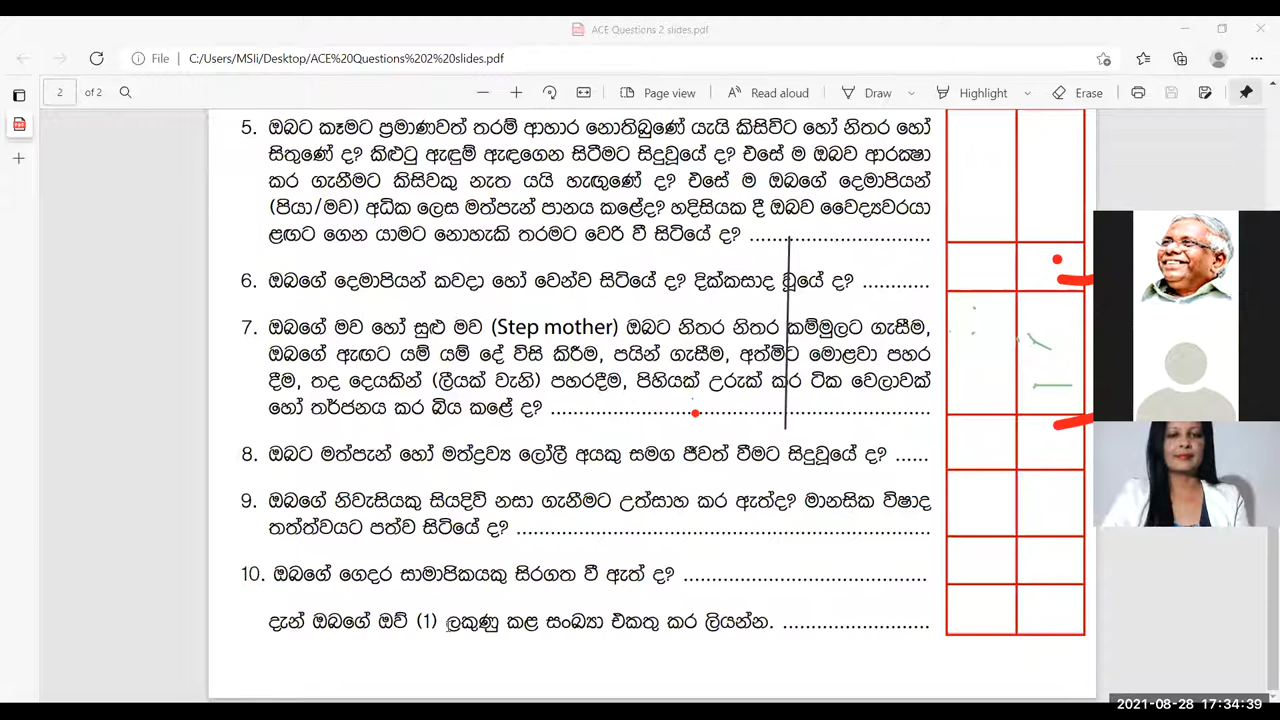 ACE Questions 2 slides.pdf
File C:/Users/MSli/Desktop/ACE%20Questions%202%20slides.pdf
2 of 2 Page view Read aloud Draw Highlight Erase
5. ඔබට කෑමට ප්‍රමාණවත් තරම් ආහාර නොතිබුණේ යැයි කිසිවිට හෝ නිතර හෝ
සිතුණේ ද? කිළුටු ඇඳුම් ඇඳගෙන සිටීමට සිදුවූයේ ද? එසේ ම ඔබව ආරක්ෂා
කර ගැනීමට කිසිවකු නැත යයි හැඟුණේ ද? එසේ ම ඔබගේ දෙමාපියන්
(පියා/මව) අධික ලෙස මත්පැන් පානය කළේද? හදිසියක දී ඔබව වෛද්‍යවරයා
ළඟට ගෙන යාමට නොහැකි තරමට වෙරි වී සිටියේ ද? ..................................
6. ඔබගේ දෙමාපියන් කවදා හෝ වෙන්ව සිටියේ ද? දික්කසාද වූයේ ද? ............
7. ඔබගේ මව හෝ සුළු මව (Step mother) ඔබට නිතර නිතර කම්මුලට ගැසීම,
ඔබගේ ඇඟට යම් යම් දේ විසි කිරීම, පයින් ගැසීම, අත්මිට මොළවා පහර
දීම, තද දෙයකින් (ලීයක් වැනි) පහරදීම, පිහියක් උරුක් කර ටික වෙලාවක්
හෝ තර්ජනය කර බිය කළේ ද? ......................................................................
8. ඔබට මත්පැන් හෝ මත්ද්‍රව්‍ය ලෝලී අයකු සමග ජීවත් වීමට සිදුවූයේ ද? ......
9. ඔබගේ නිවැසියකු සියදිවි නසා ගැනීමට උත්සාහ කර ඇත්ද? මානසික විෂාද
තත්ත්වයට පත්ව සිටියේ ද? .............................................................................
10. ඔබගේ ගෙදර සාමාජිකයකු සිරගත වී ඇත් ද? .............................................
දැන් ඔබගේ ඔව් (1) ලකුණු කළ සංඛ්‍යා එකතු කර ලියන්න. ...........................
2021-08-28 17:34:39